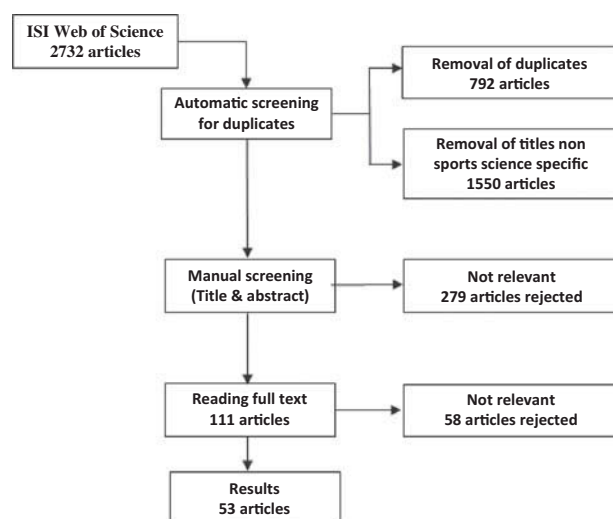 ISI Web of Science
2732 articles
Removal of duplicates
792 articles
Automatic screening
for duplicates
Removal of titles non
sports science specific
1550 articles
Manual screening
(Title & abstract)
Not relevant
279 articles rejected
Reading full text
111 articles
Not relevant
58 articles rejected
Results
53 articles